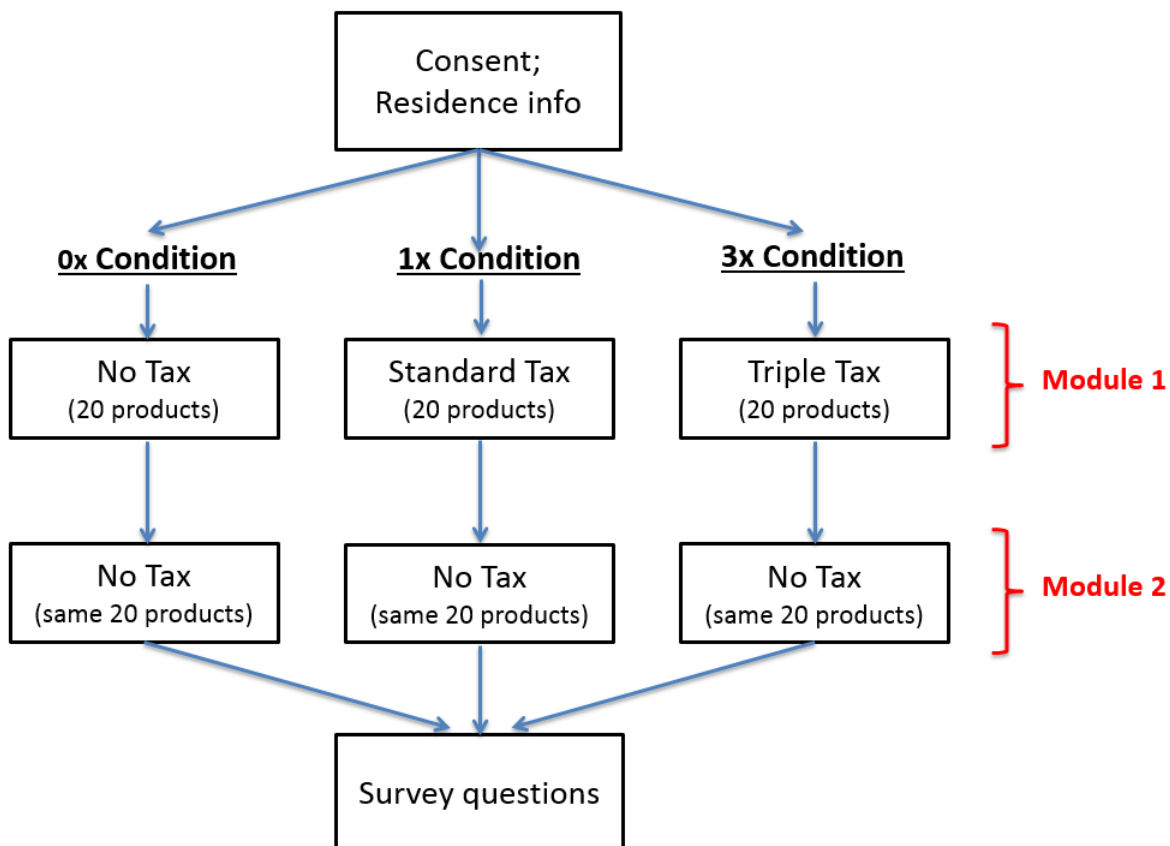 Consent;
Residence info
0x Condition
1x Condition
3x Condition
No Tax
(20 products)
Standard Tax
(20 products)
Triple Tax
(20 products)
Module 1
No Tax
(same 20 products)
No Tax
(same 20 products)
No Tax
(same 20 products)
Module 2
Survey questions